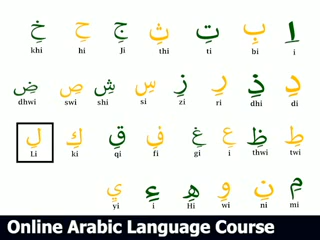 اِ بِ تِ ثِ جِ حِ خِ
khi hi Ji thi ti bi i
دِ ذِ رِ زِ سِ شِ صِ ضِ
dhwi swi shi si zi ri dhi di
طِ ظِ عِ غِ فِ قِ كِ لِ
Li ki qi fi gi i thwi twi
مِ نِ وِ هِ ءِ يِ
yi i Hi wi ni mi
Online Arabic Language Course